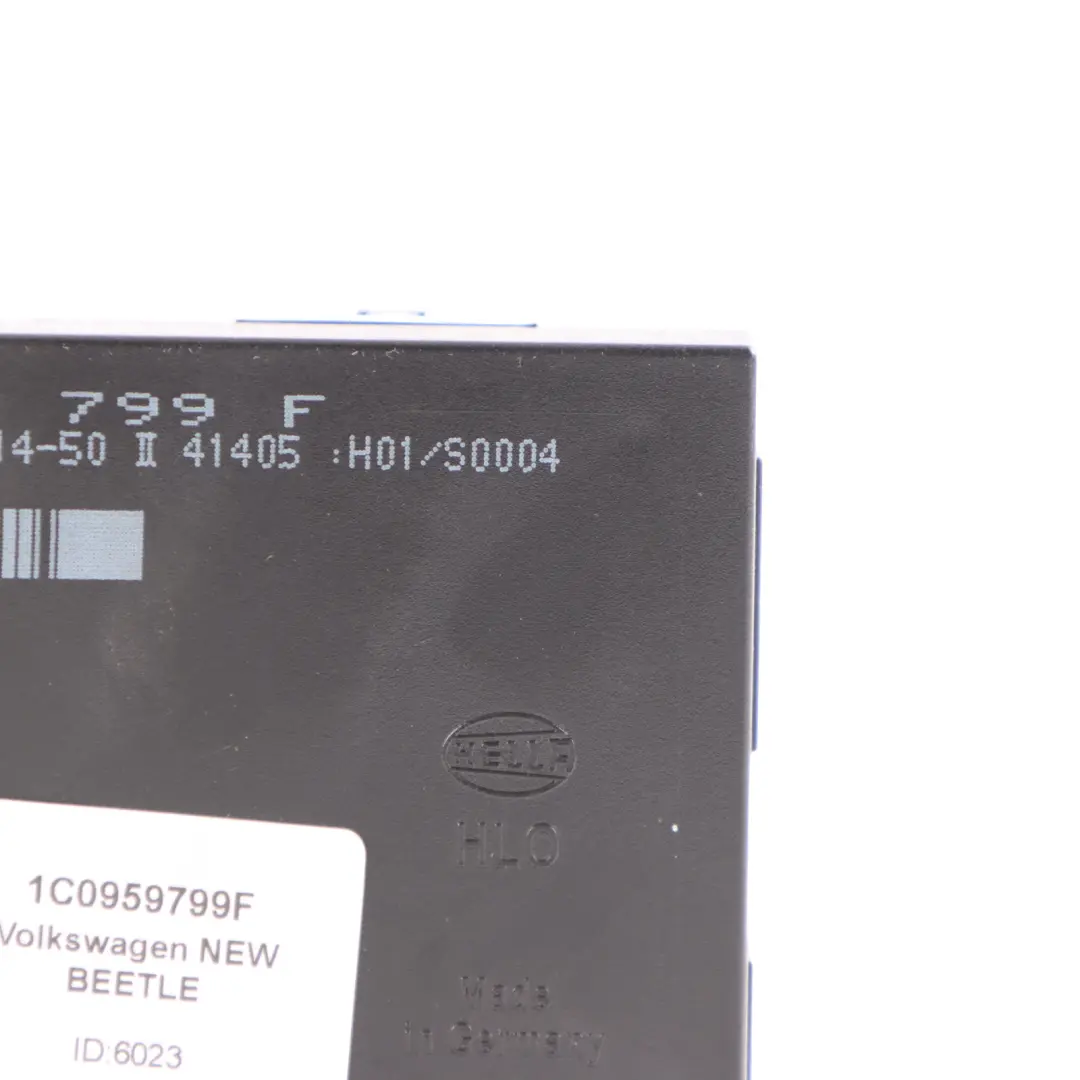 799 F
14-50 II 41405 :H01/S0004
HELLA
HLO
1C0959799F
Volkswagen NEW
BEETLE
ID:6023
Made
in Germany